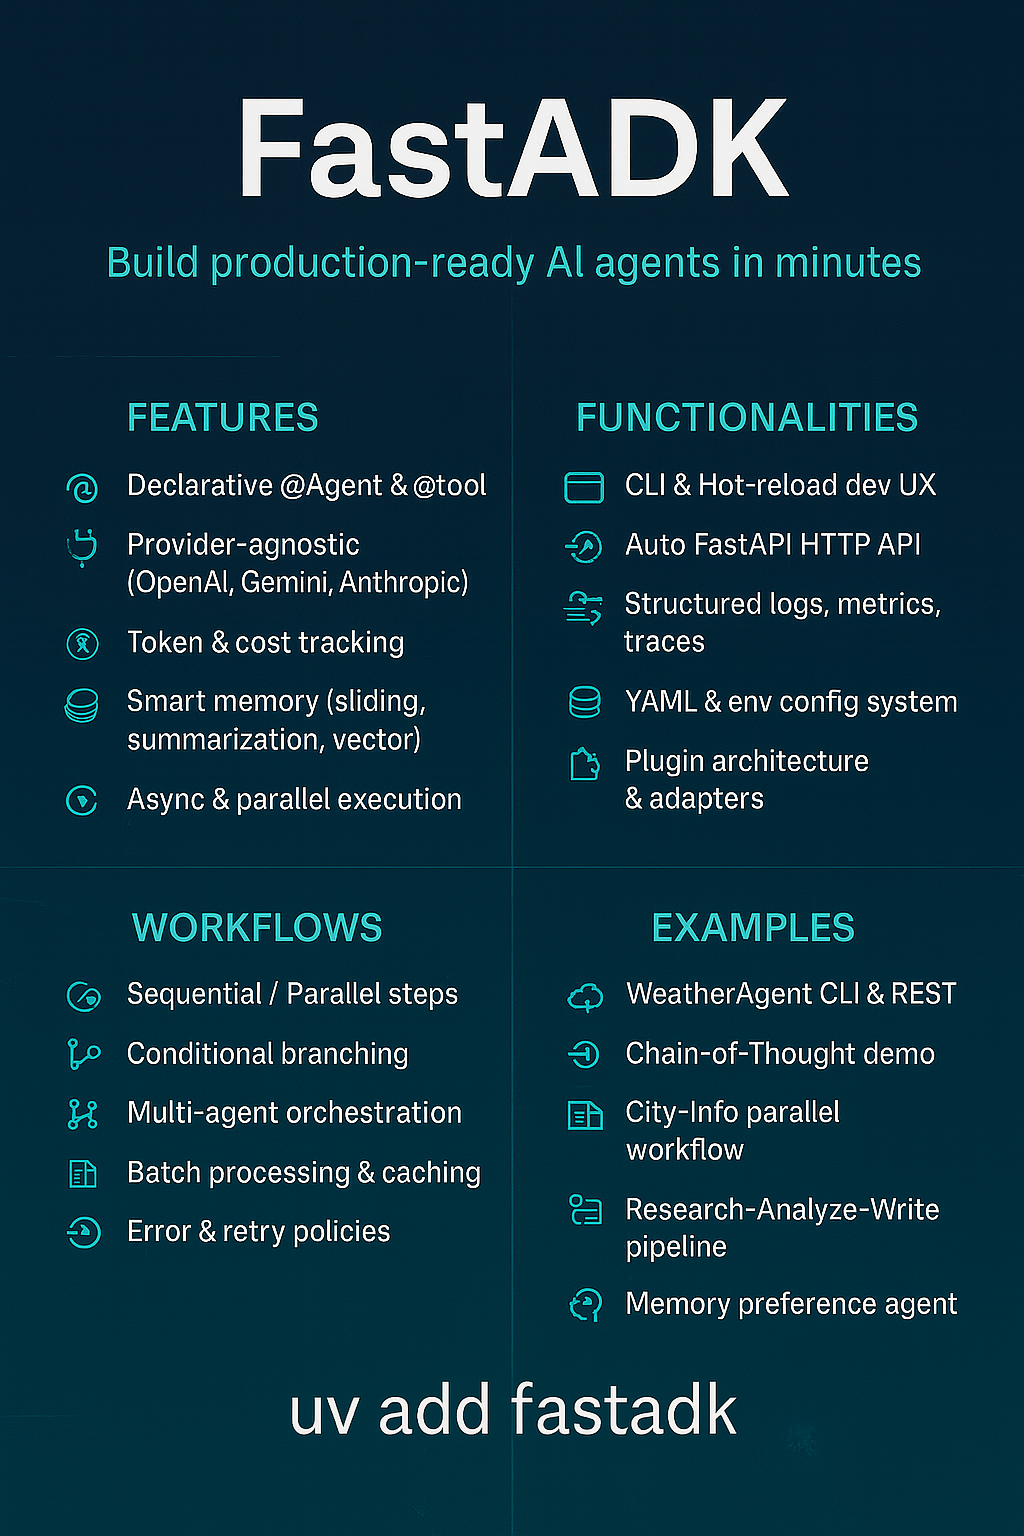 FastADK
Build production-ready AI agents in minutes
FEATURES
Declarative @Agent & @tool
Provider-agnostic
(OpenAI, Gemini, Anthropic)
Token & cost tracking
Smart memory (sliding,
summarization, vector)
Async & parallel execution
FUNCTIONALITIES
CLI & Hot-reload dev UX
Auto FastAPI HTTP API
Structured logs, metrics,
traces
YAML & env config system
Plugin architecture
& adapters
WORKFLOWS
Sequential / Parallel steps
Conditional branching
Multi-agent orchestration
Batch processing & caching
Error & retry policies
EXAMPLES
WeatherAgent CLI & REST
Chain-of-Thought demo
City-Info parallel
workflow
Research-Analyze-Write
pipeline
Memory preference agent
uv add fastadk